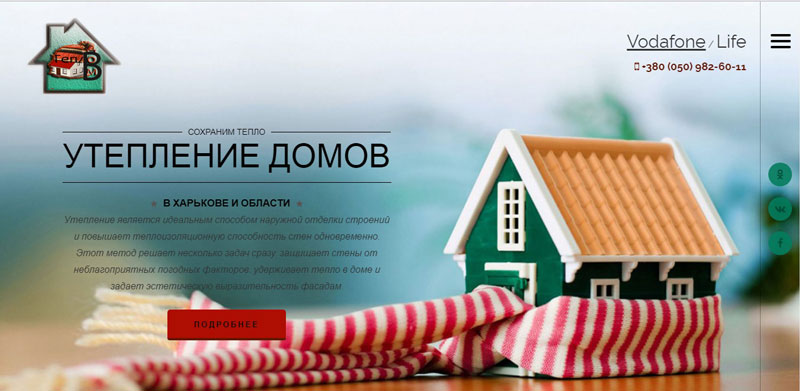 Vodafone / Life
+380 (050) 982-60-11
СОХРАНИМ ТЕПЛО
УТЕПЛЕНИЕ ДОМОВ
В ХАРЬКОВЕ И ОБЛАСТИ
Утепление является идеальным способом наружной отделки строений
и повышает теплоизоляционную способность стен одновременно.
Этот метод решает несколько задач сразу: защищает стены от
неблагоприятных погодных факторов, удерживает тепло в доме и
задает эстетическую выразительность фасадам
ПОДРОБНЕЕ